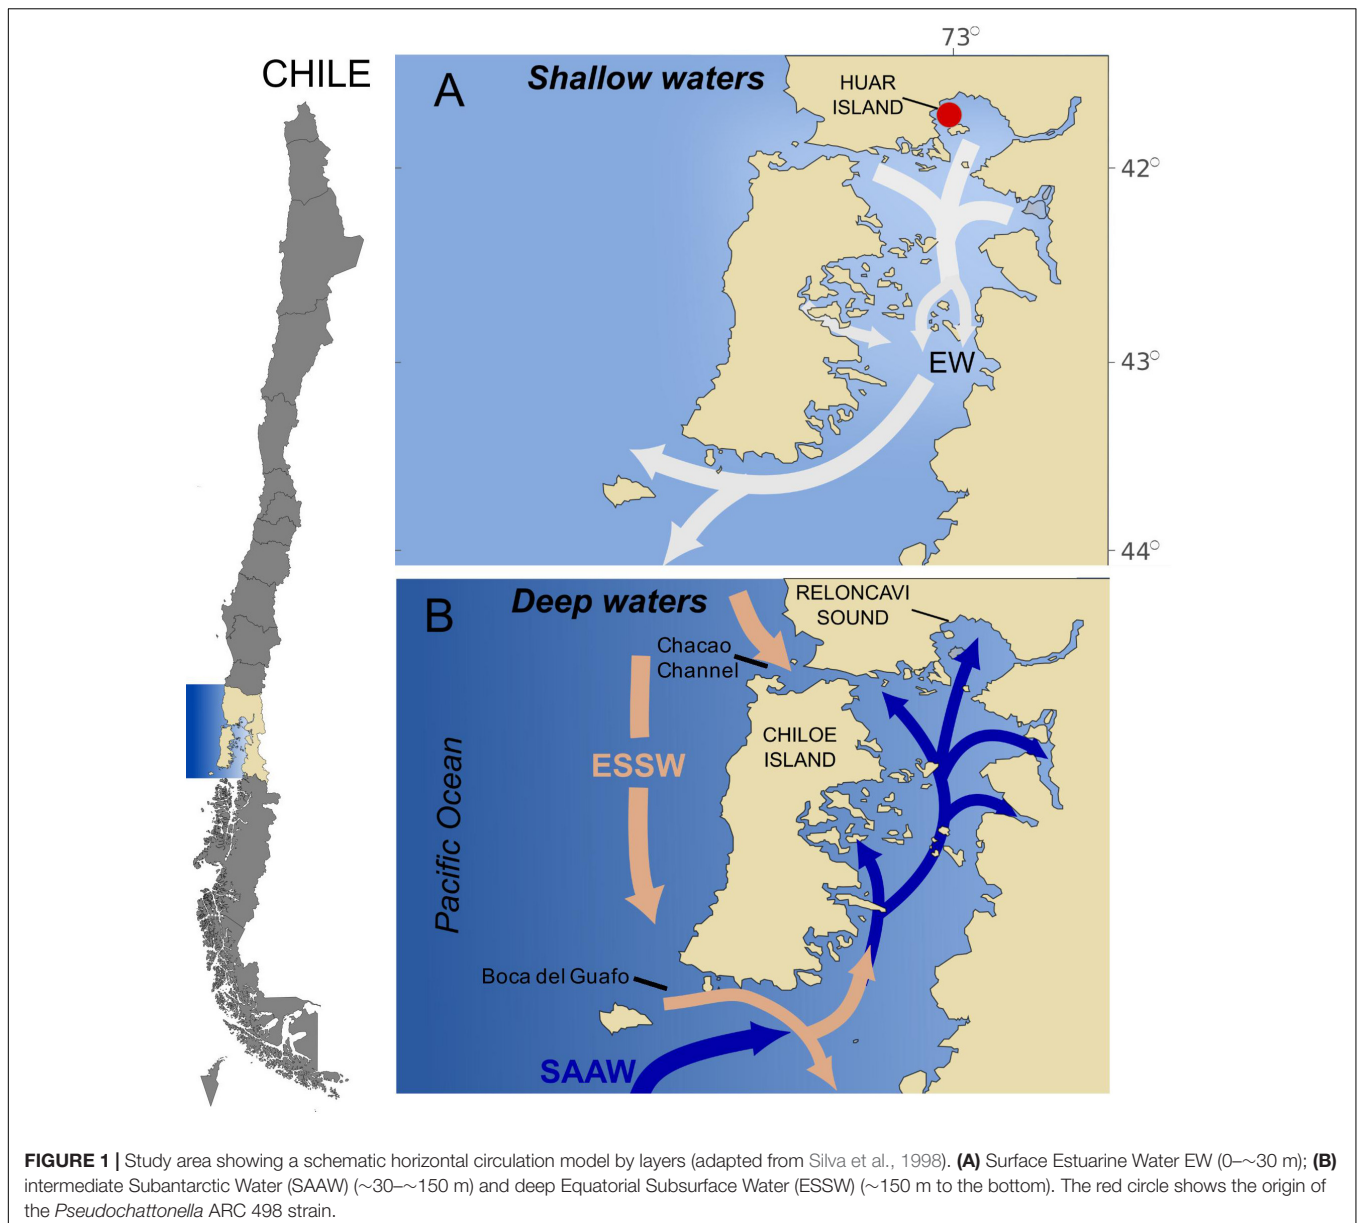 CHILE
A
Shallow waters
73°
HUAR
ISLAND
42°
EW
43°
44°
B
Deep waters
RELONCAVI
SOUND
Chacao
Channel
CHILOE
ISLAND
ESSW
Pacific Ocean
Boca del Guafo
SAAW
FIGURE 1 | Study area showing a schematic horizontal circulation model by layers (adapted from Silva et al., 1998). (A) Surface Estuarine Water EW (0–∼30 m); (B)
intermediate Subantarctic Water (SAAW) (∼30–∼150 m) and deep Equatorial Subsurface Water (ESSW) (∼150 m to the bottom). The red circle shows the origin of
the Pseudochattonella ARC 498 strain.